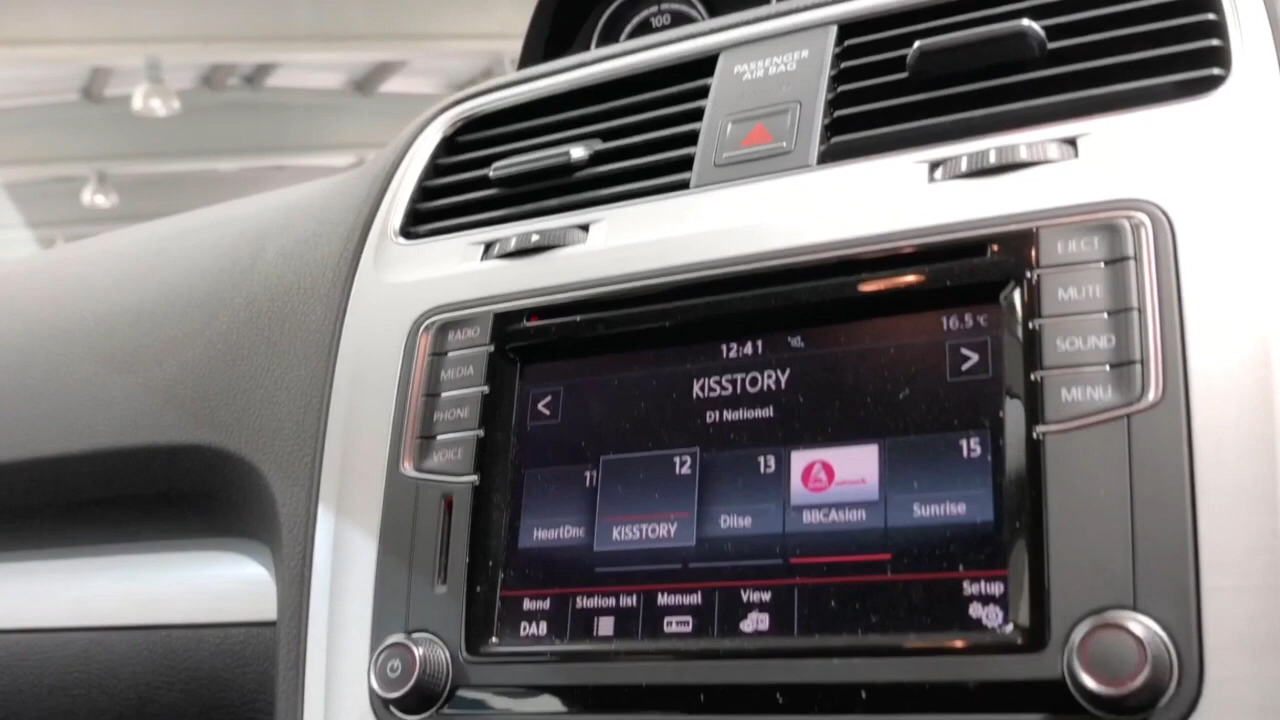 100
PASSENGER
AIR BAG
EJECT
MUTE
SOUND
MENU
RADIO
MEDIA
PHONE
VOICE
12:41
16.5°C
<
KISSTORY
>
D1 National
11
HeartDnc
12
KISSTORY
13
Dilse
BBCAsian
15
Sunrise
Band
DAB
Station list
Manual
View
Setup